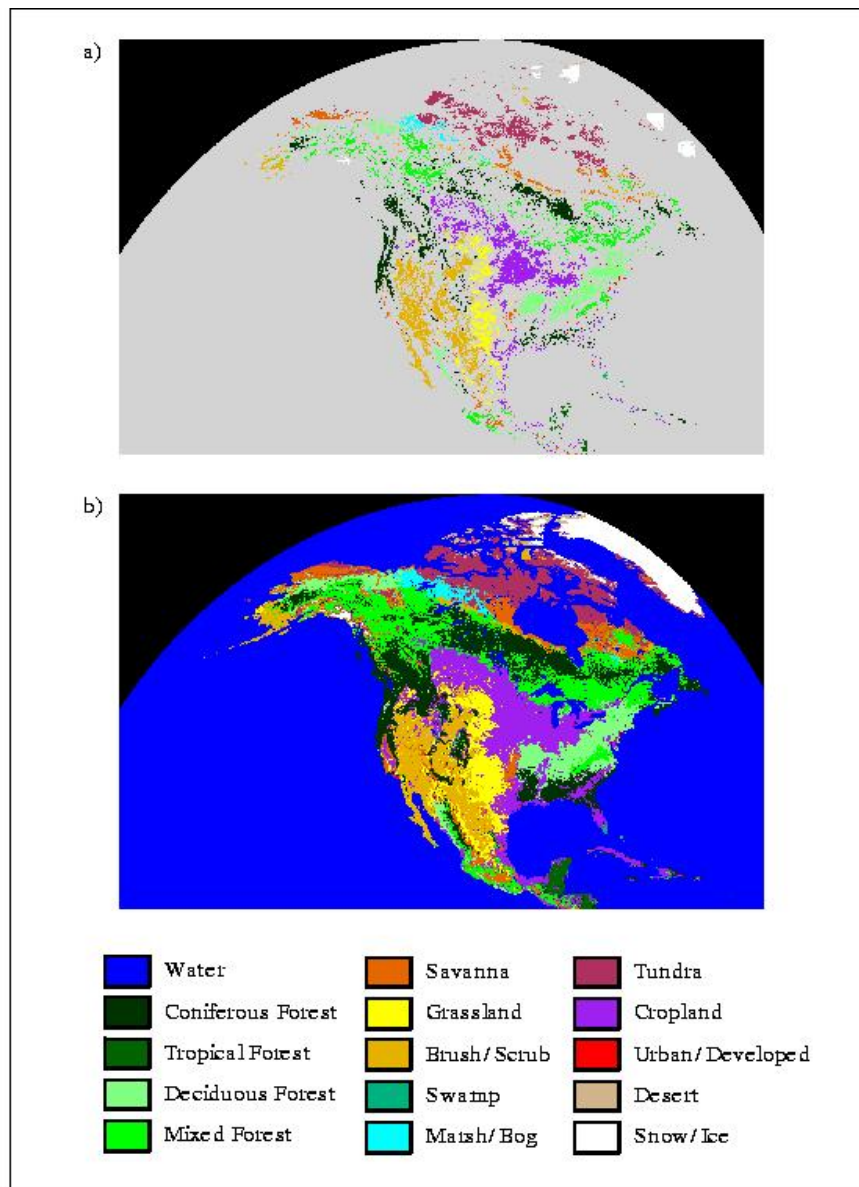 a)
b)
Water
Savanna
Tundra
Coniferous Forest
Grassland
Cropland
Tropical Forest
Brush/Scrub
Urban/Developed
Deciduous Forest
Swamp
Desert
Mixed Forest
Marsh/Bog
Snow/Ice